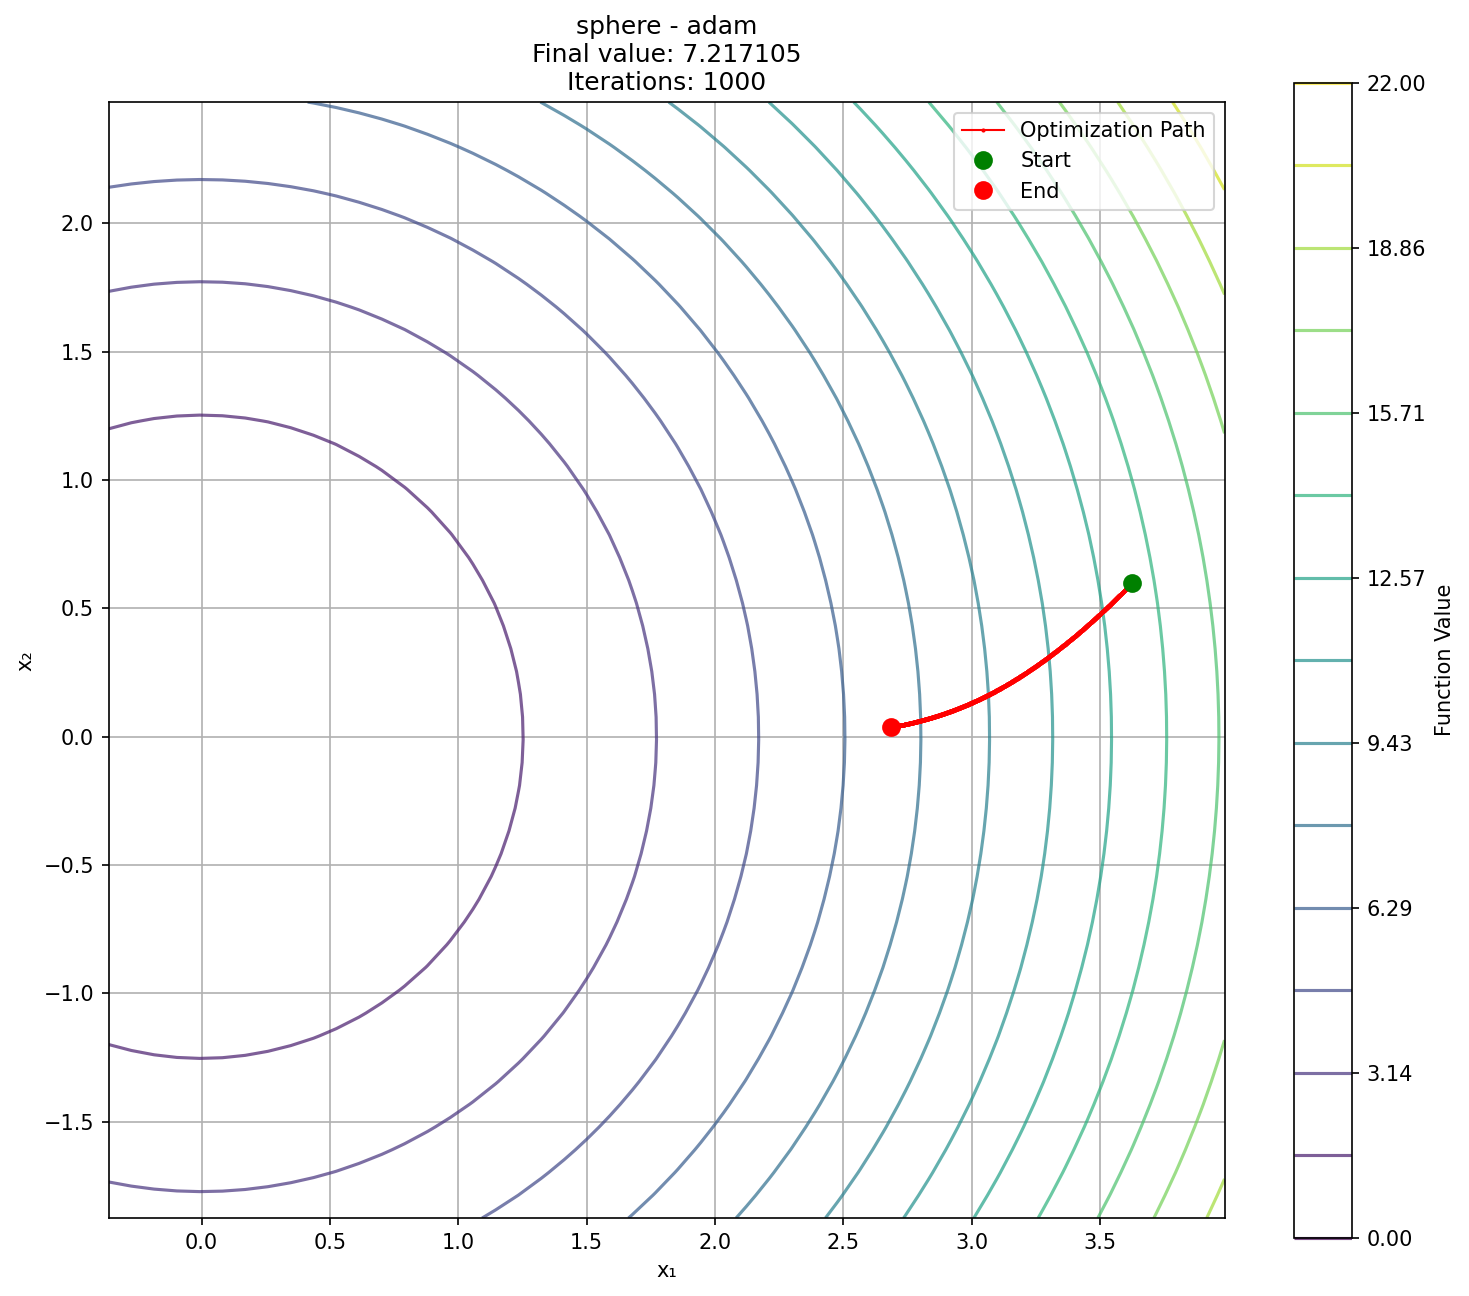 sphere - adam
Final value: 7.217105
Iterations: 1000
Optimization Path
Start
End
2.0
1.5
1.0
0.5
0.0
−0.5
−1.0
−1.5
x₂
0.0
0.5
1.0
1.5
2.0
2.5
3.0
3.5
x₁
22.00
18.86
15.71
12.57
9.43
6.29
3.14
0.00
Function Value